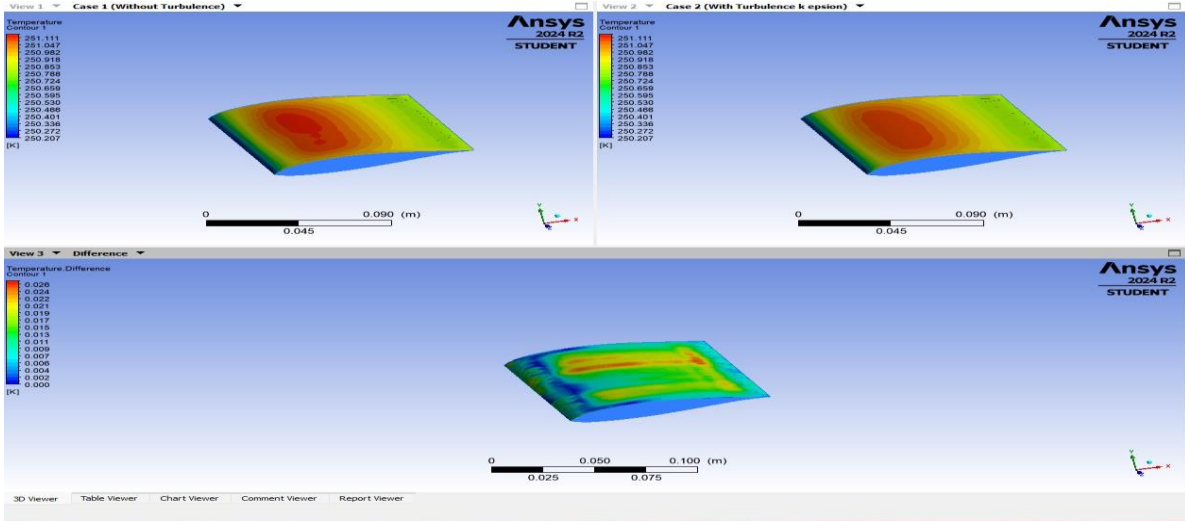 View 1 Case 1 (Without Turbulence)
Temperature
Contour 1
251.111
251.047
250.982
250.918
250.853
250.788
250.724
250.659
250.595
250.530
250.466
250.401
250.336
250.272
250.207
[K]
Ansys
2024 R2
STUDENT
0 0.090 (m)
0.045
Y
X
Z
View 2 Case 2 (With Turbulence k epsion)
Temperature
Contour 1
251.111
251.047
250.982
250.918
250.853
250.788
250.724
250.659
250.595
250.530
250.466
250.401
250.336
250.272
250.207
[K]
Ansys
2024 R2
STUDENT
0 0.090 (m)
0.045
Y
X
Z
View 3 Difference
Temperature.Difference
Contour 1
0.026
0.024
0.022
0.021
0.019
0.017
0.015
0.013
0.011
0.009
0.007
0.006
0.004
0.002
0.000
[K]
Ansys
2024 R2
STUDENT
0 0.050 0.100 (m)
0.025 0.075
Y
X
Z
3D Viewer Table Viewer Chart Viewer Comment Viewer Report Viewer